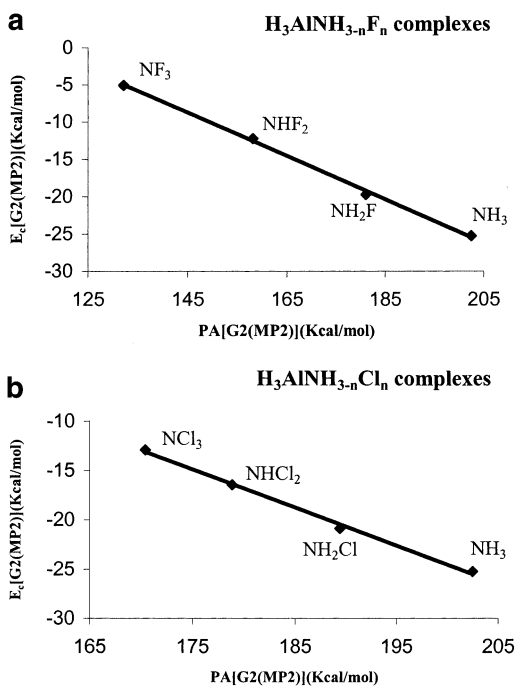 a
H₃AlNH₃₋ₙFₙ complexes
0
-5
-10
-15
-20
-25
-30
E꜀[G2(MP2)](Kcal/mol)
NF₃
NHF₂
NH₂F
NH₃
125 145 165 185 205
PA[G2(MP2)](Kcal/mol)
b
H₃AlNH₃₋ₙClₙ complexes
-10
-15
-20
-25
-30
E꜀[G2(MP2)](Kcal/mol)
NCl₃
NHCl₂
NH₂Cl
NH₃
165 175 185 195 205
PA[G2(MP2)](Kcal/mol)